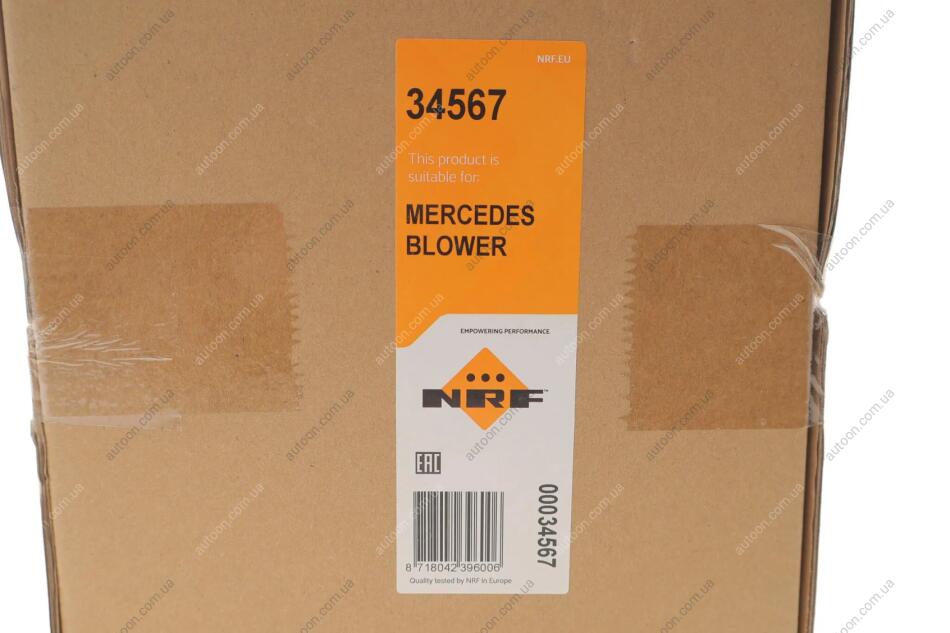 NRF.EU
34567
This product is
suitable for:
MERCEDES
BLOWER
EMPOWERING PERFORMANCE
NRF™
EAC
00034567
8 718042 396006
Quality tested by NRF in Europe
autoon.com.ua